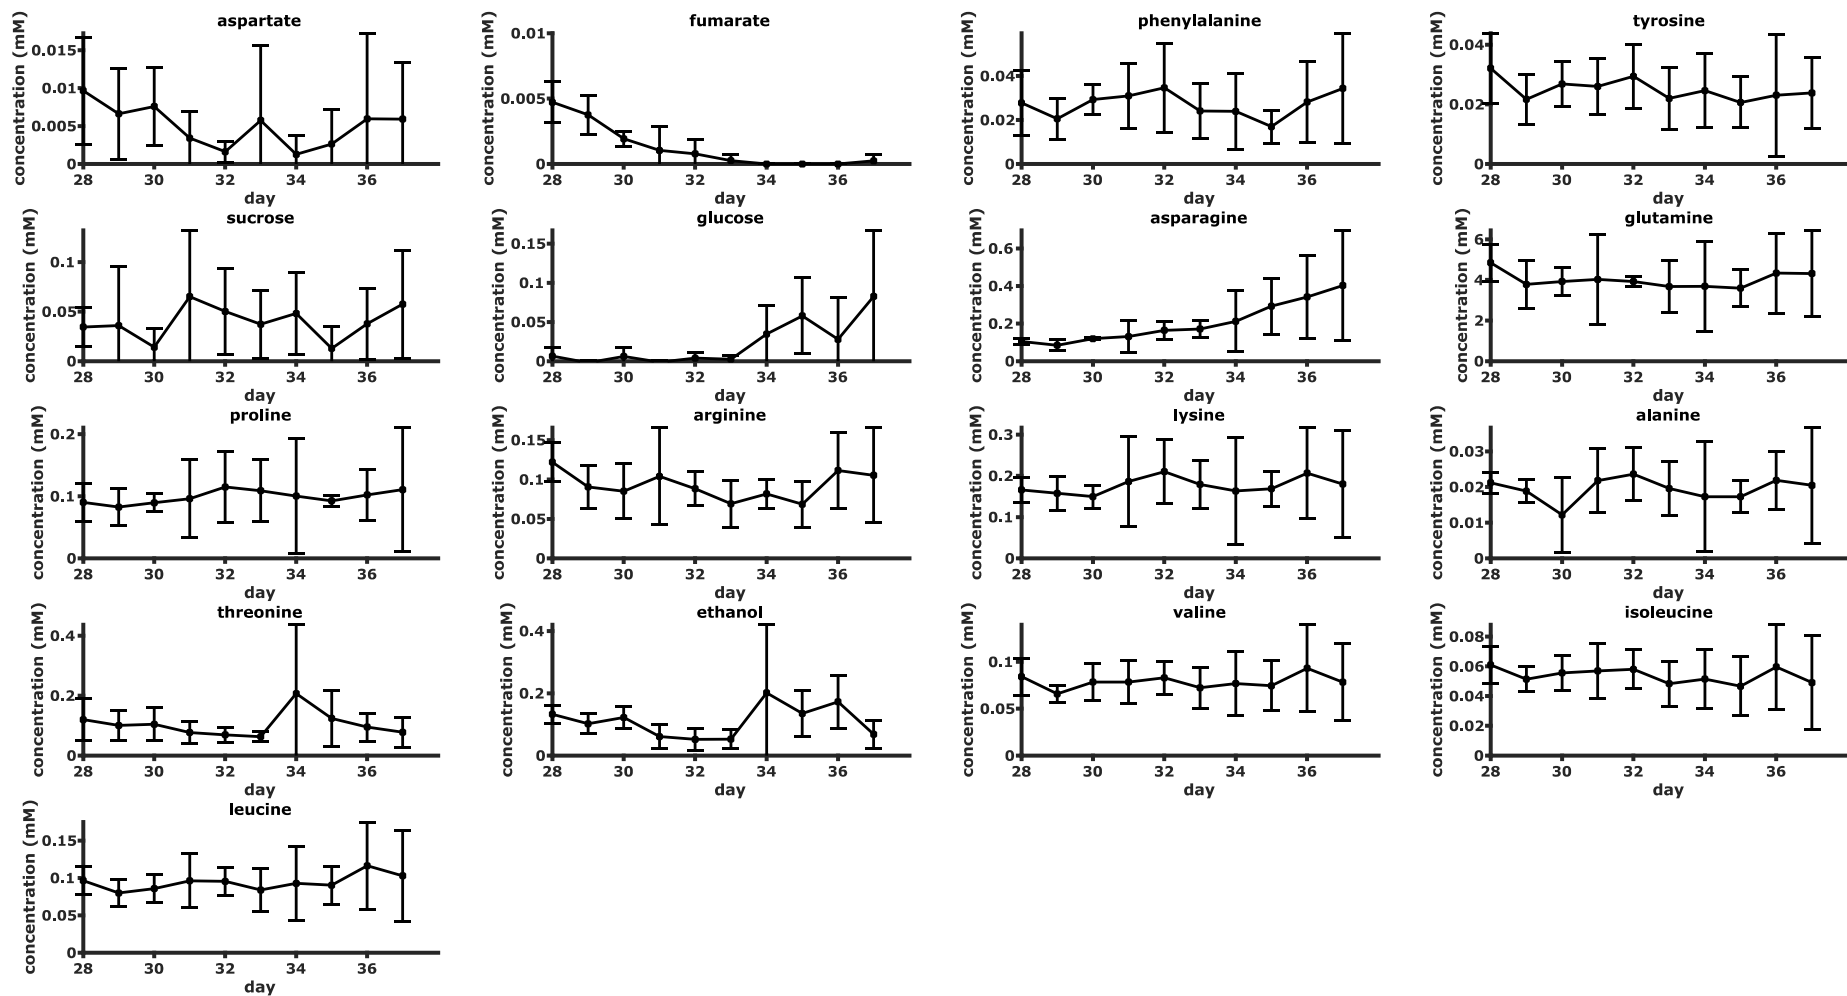 aspartate
concentration (mM)
0.015
0.01
0.005
0
28 30 32 34 36
day
fumarate
concentration (mM)
0.01
0.005
0
28 30 32 34 36
day
phenylalanine
concentration (mM)
0.04
0.02
0
28 30 32 34 36
day
tyrosine
concentration (mM)
0.04
0.02
0
28 30 32 34 36
day
sucrose
concentration (mM)
0.1
0.05
0
28 30 32 34 36
day
glucose
concentration (mM)
0.15
0.1
0.05
0
28 30 32 34 36
day
asparagine
concentration (mM)
0.6
0.4
0.2
0
28 30 32 34 36
day
glutamine
concentration (mM)
6
4
2
28 30 32 34 36
day
proline
concentration (mM)
0.2
0.1
0
28 30 32 34 36
day
arginine
concentration (mM)
0.15
0.1
0.05
0
28 30 32 34 36
day
lysine
concentration (mM)
0.3
0.2
0.1
0
28 30 32 34 36
day
alanine
concentration (mM)
0.03
0.02
0.01
0
28 30 32 34 36
day
threonine
concentration (mM)
0.4
0.2
0
28 30 32 34 36
day
ethanol
concentration (mM)
0.4
0.2
0
28 30 32 34 36
day
valine
concentration (mM)
0.1
0.05
0
28 30 32 34 36
day
isoleucine
concentration (mM)
0.08
0.06
0.04
0.02
0
28 30 32 34 36
day
leucine
concentration (mM)
0.15
0.1
0.05
0
28 30 32 34 36
day